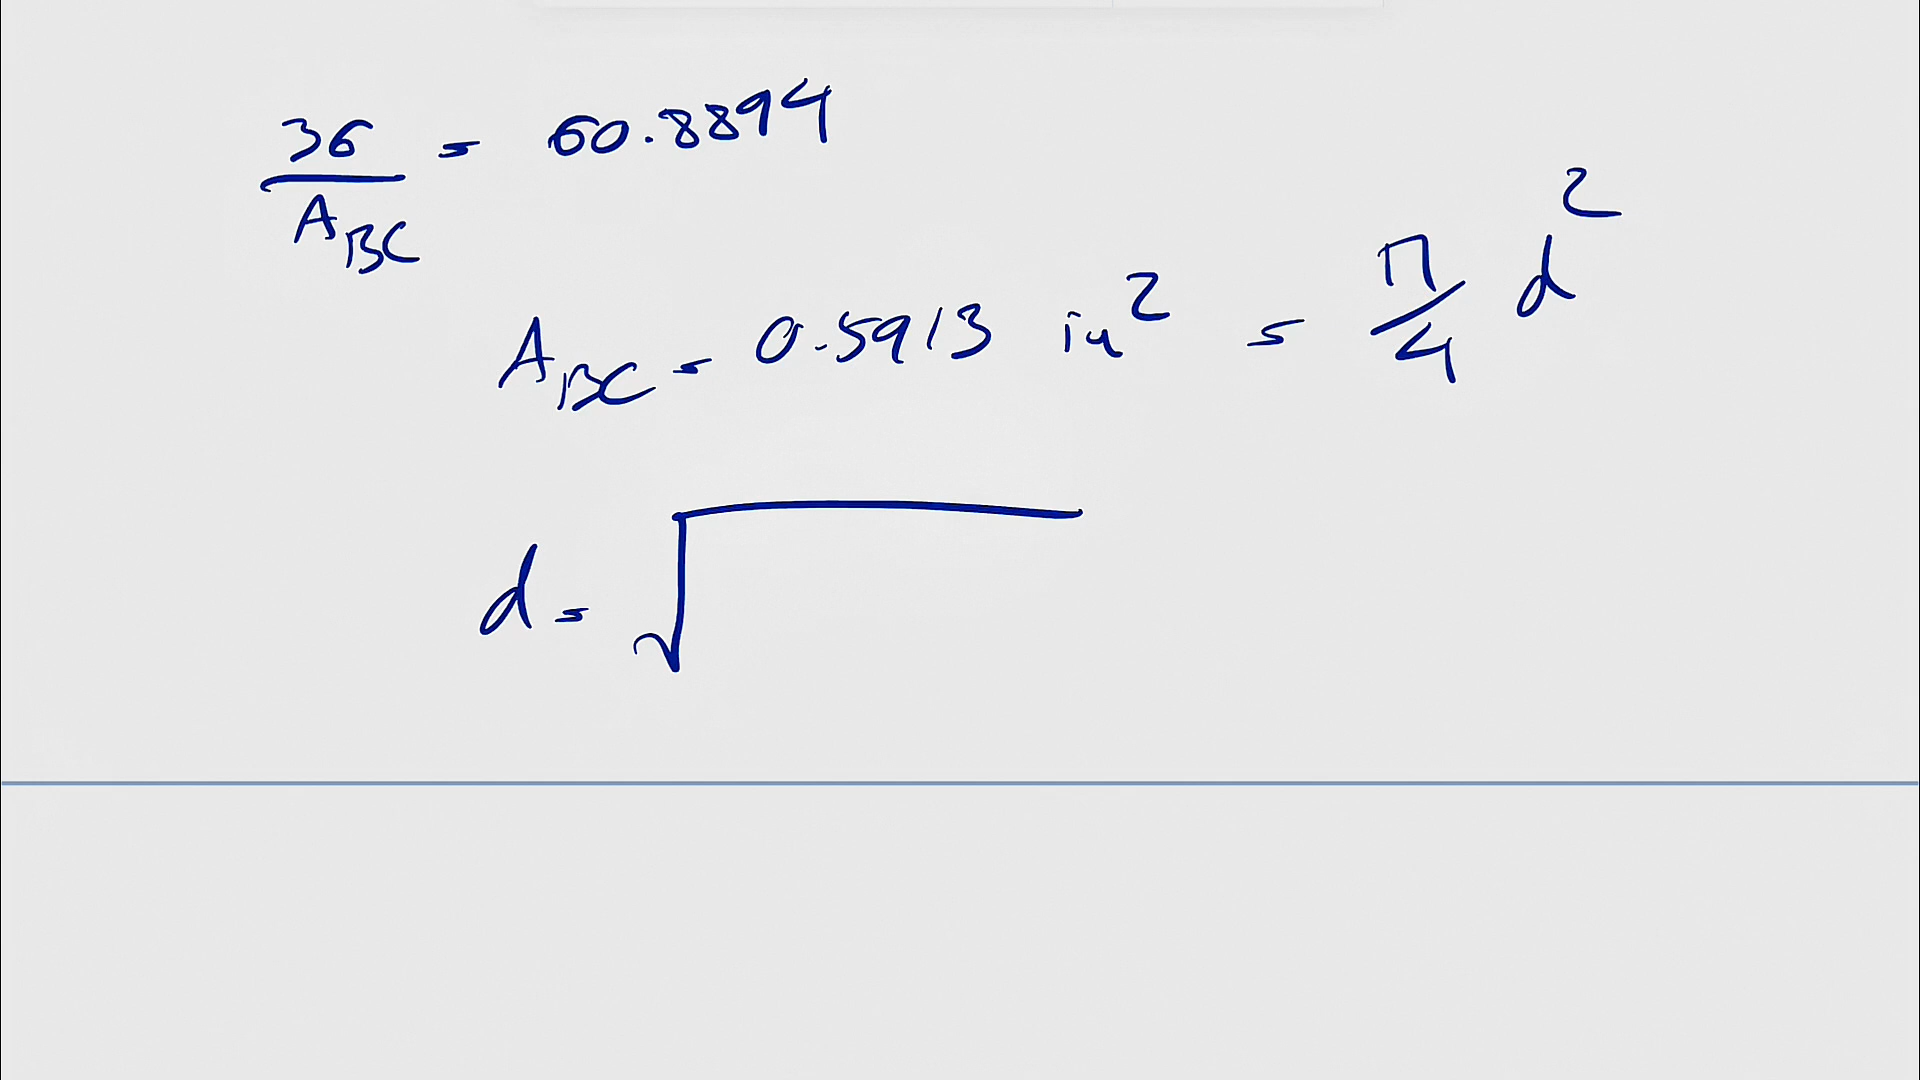 36/A_BC = 60.8894
A_BC = 0.5913 in² = π/4 d²
d = √